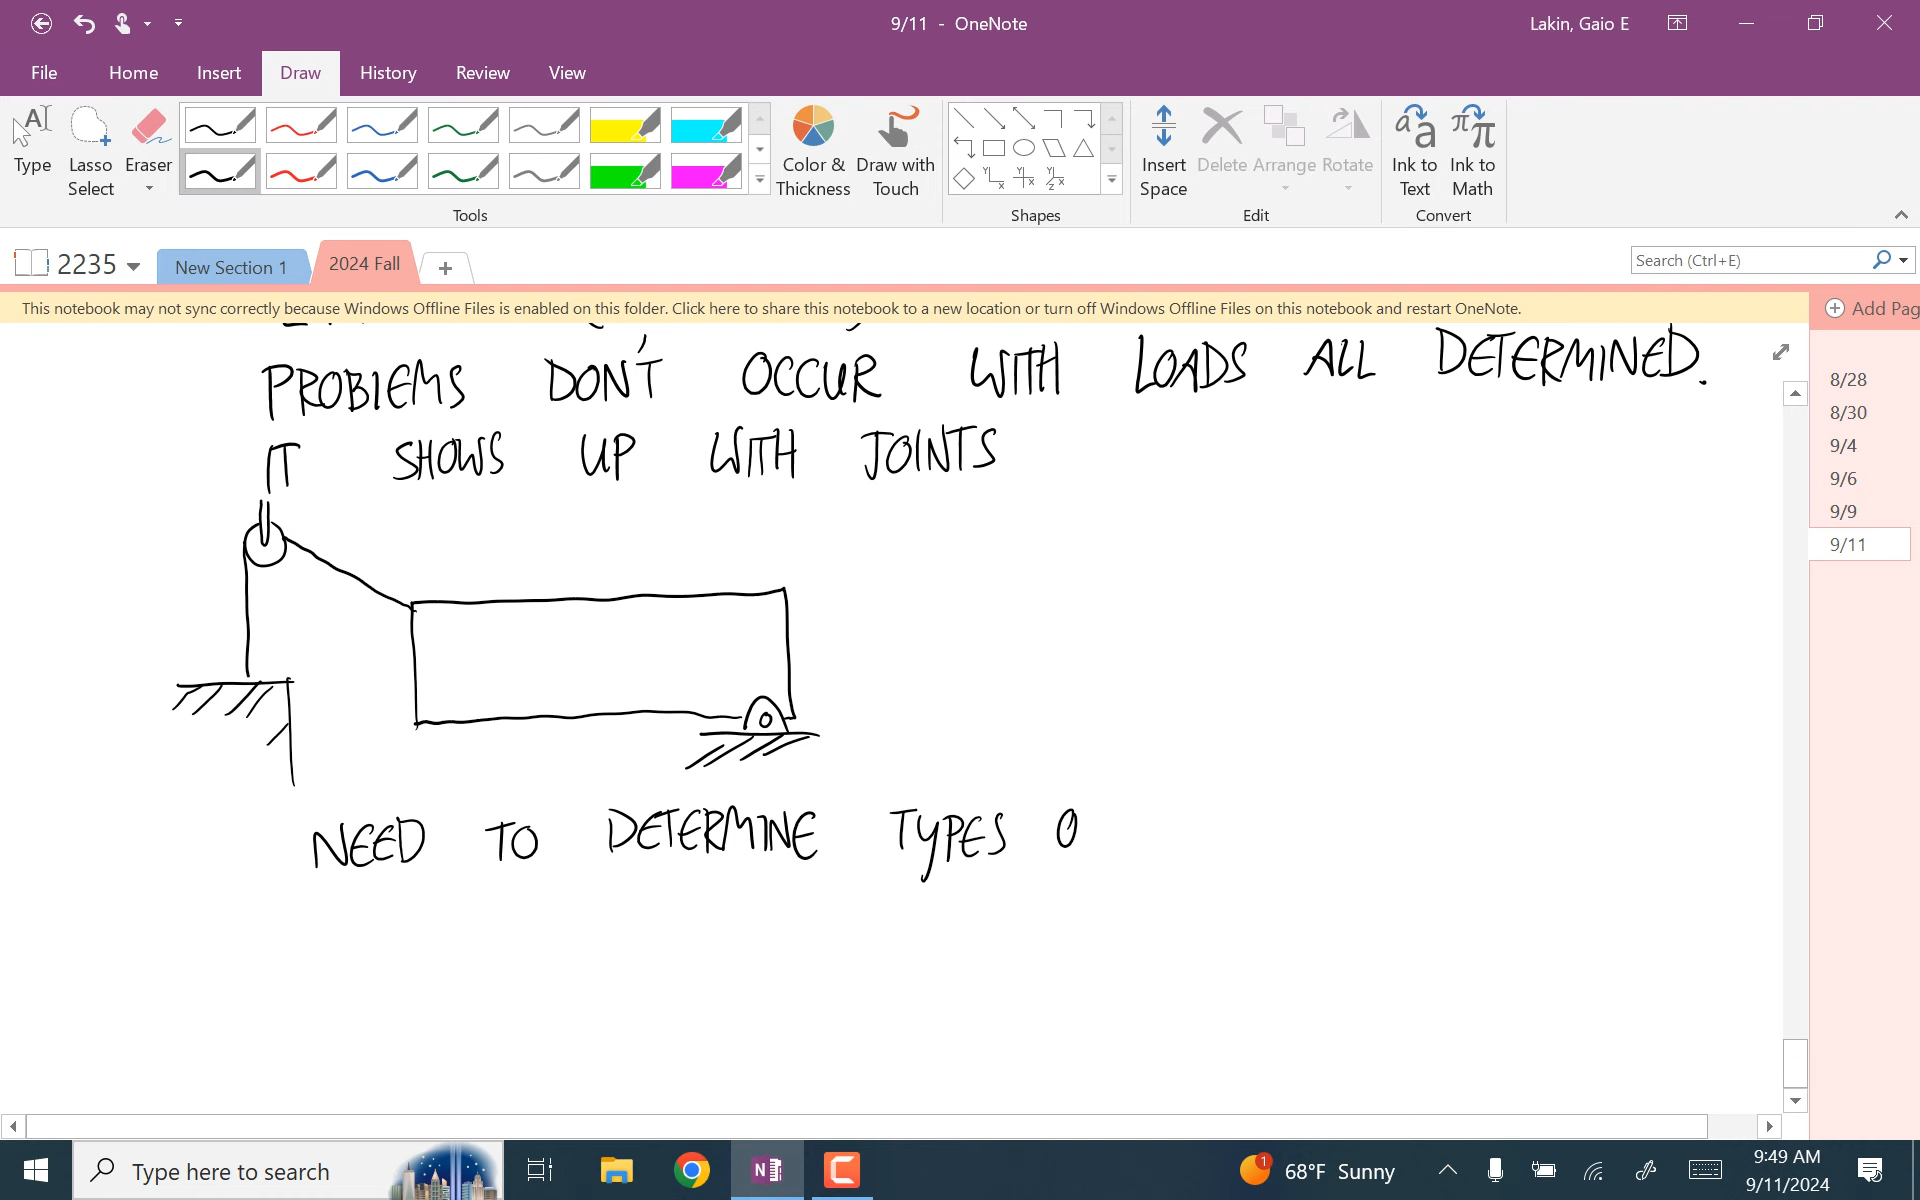 9/11 - OneNote
Lakin, Gaio E
File Home Insert Draw History Review View
Type
Lasso Select
Eraser
Color & Thickness
Draw with Touch
Insert Space
Delete
Arrange
Rotate
Ink to Text
Ink to Math
Tools
Shapes
Edit
Convert
2235
New Section 1
2024 Fall
Search (Ctrl+E)
This notebook may not sync correctly because Windows Offline Files is enabled on this folder. Click here to share this notebook to a new location or turn off Windows Offline Files on this notebook and restart OneNote.
Add Pag
8/28
8/30
9/4
9/6
9/9
9/11
PROBLEMS DON'T OCCUR WITH LOADS ALL DETERMINED.
IT SHOWS UP WITH JOINTS
NEED TO DETERMINE TYPES O
Type here to search
1
68°F Sunny
9:49 AM
9/11/2024